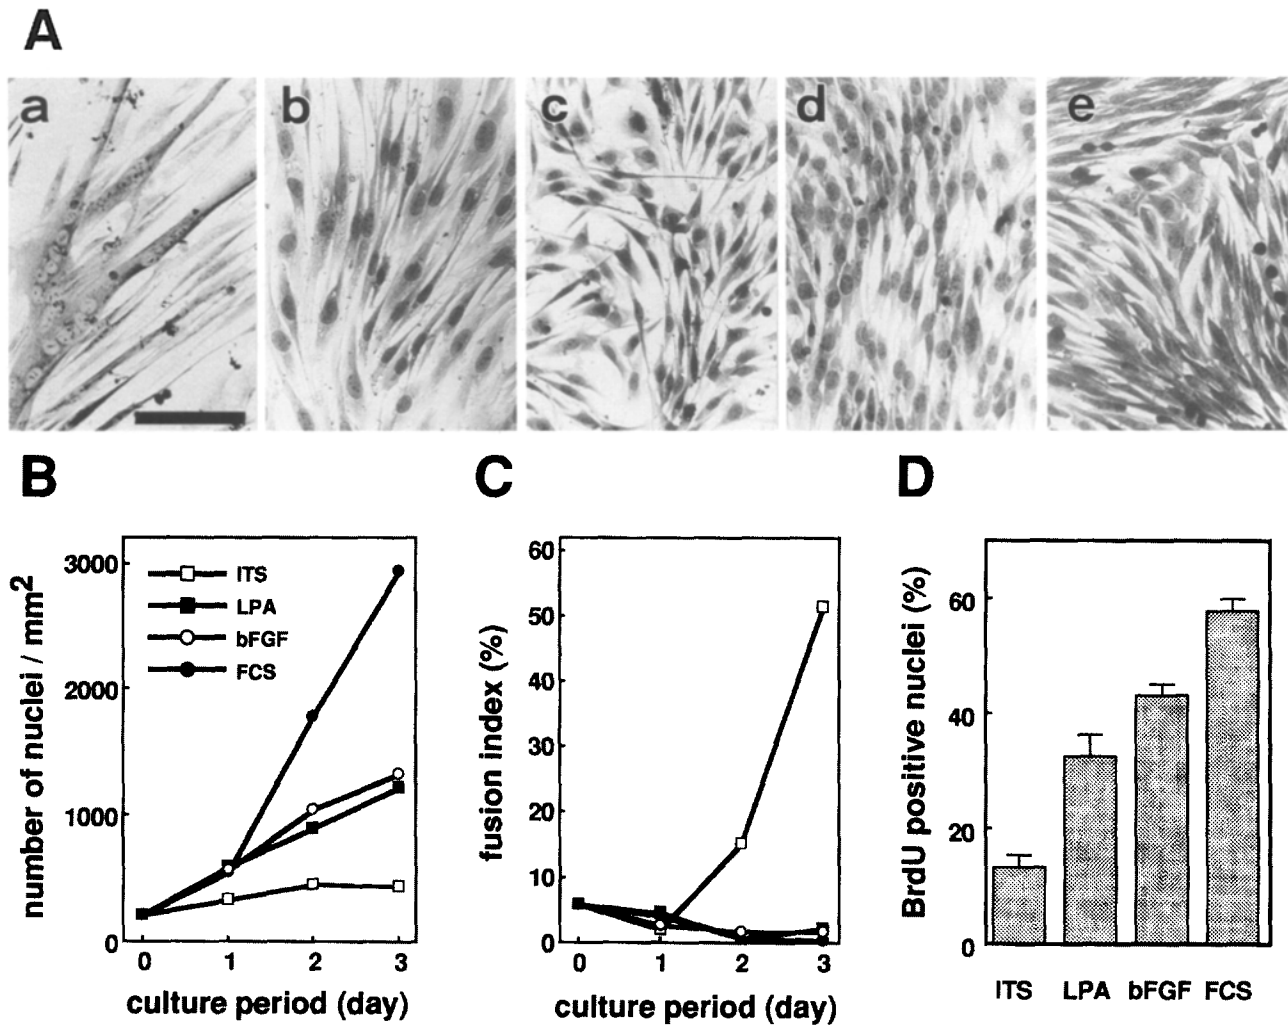 A
a b c d e
B C D
number of nuclei / mm2
3000
2000
1000
0
ITS
LPA
bFGF
FCS
0 1 2 3
culture period (day)
fusion index (%)
60
50
40
30
20
10
0
0 1 2 3
culture period (day)
BrdU positive nuclei (%)
60
40
20
0
ITS LPA bFGF FCS